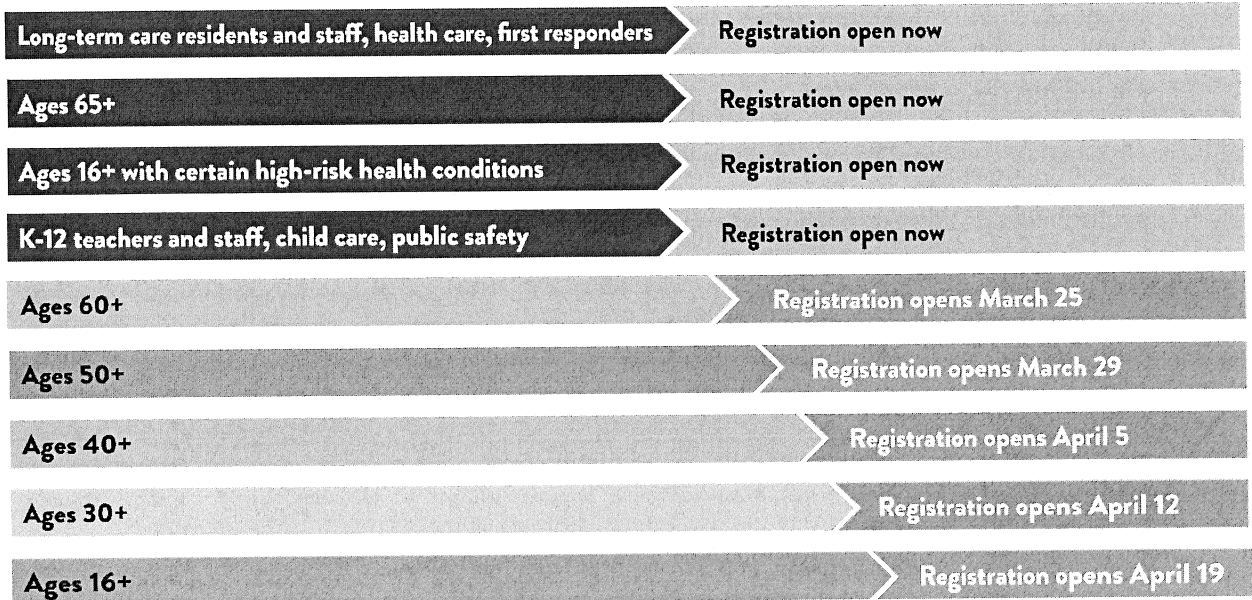 Long-term care residents and staff, health care, first responders Registration open now
Ages 65+ Registration open now
Ages 16+ with certain high-risk health conditions Registration open now
K-12 teachers and staff, child care, public safety Registration open now
Ages 60+ Registration opens March 25
Ages 50+ Registration opens March 29
Ages 40+ Registration opens April 5
Ages 30+ Registration opens April 12
Ages 16+ Registration opens April 19